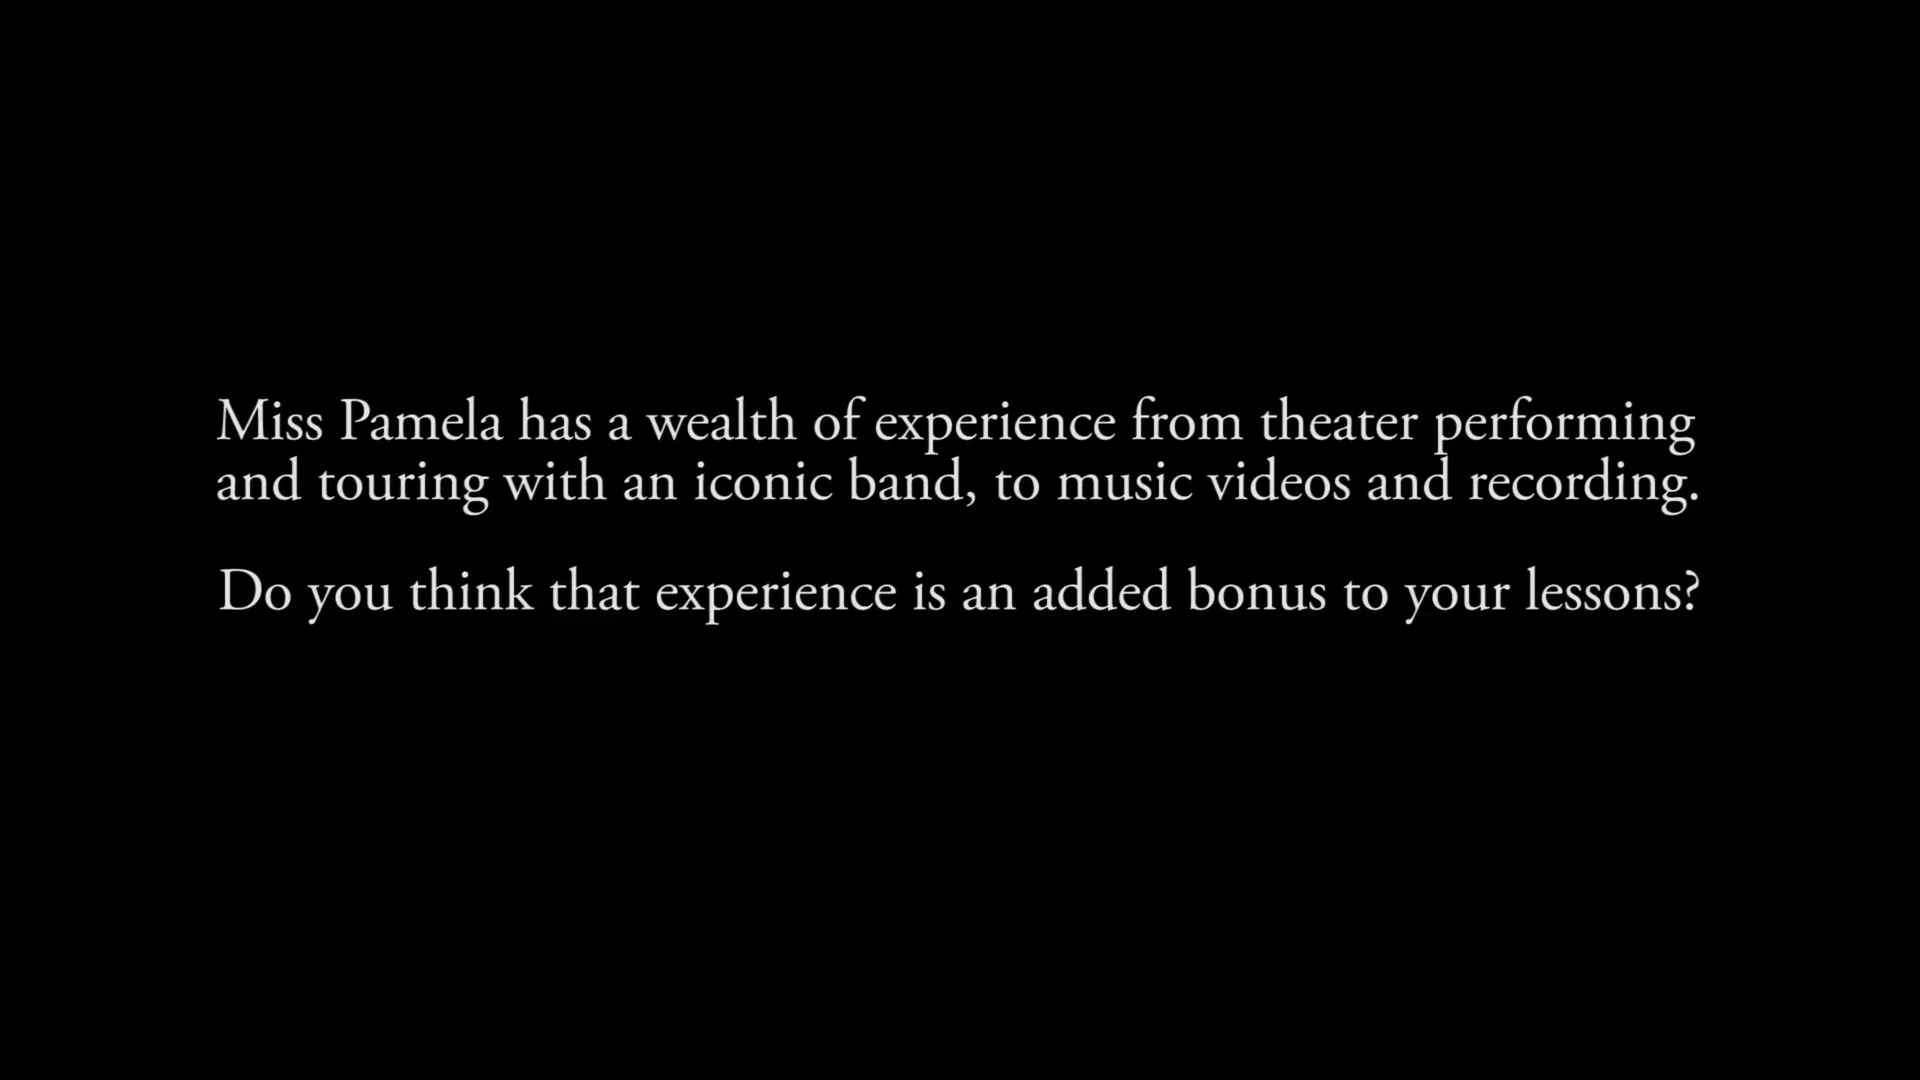 Miss Pamela has a wealth of experience from theater performing
and touring with an iconic band, to music videos and recording.
Do you think that experience is an added bonus to your lessons?